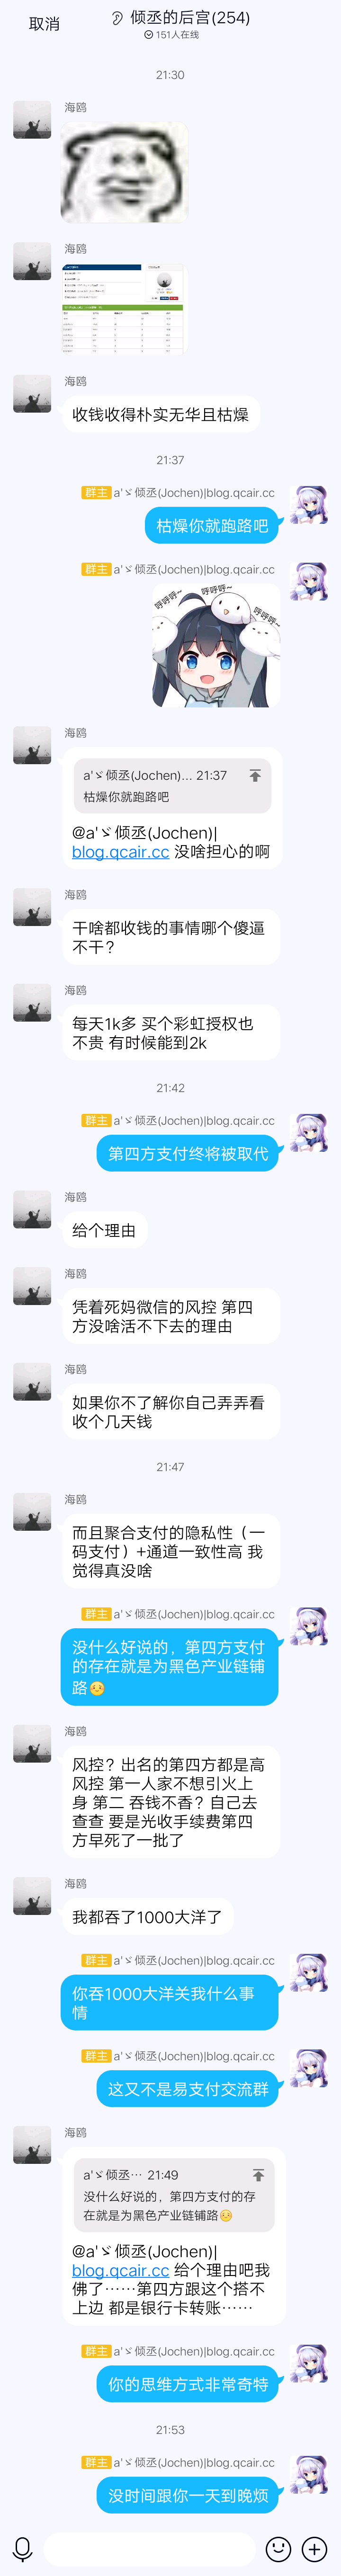 取消
倾丞的后宫(254)
151人在线
21:30
海鸥
海鸥
海鸥
收钱收得朴实无华且枯燥
21:37
群主 a'ゞ倾丞(Jochen)|blog.qcair.cc
枯燥你就跑路吧
群主 a'ゞ倾丞(Jochen)|blog.qcair.cc
呼呼呼~
呼呼呼~
呼呼呼~
海鸥
a'ゞ倾丞(Jochen)... 21:37
枯燥你就跑路吧
@a'ゞ倾丞(Jochen)|
blog.qcair.cc 没啥担心的啊
海鸥
干啥都收钱的事情哪个傻逼
不干？
海鸥
每天1k多 买个彩虹授权也
不贵 有时候能到2k
21:42
群主 a'ゞ倾丞(Jochen)|blog.qcair.cc
第四方支付终将被取代
海鸥
给个理由
海鸥
凭着死妈微信的风控 第四
方没啥活不下去的理由
海鸥
如果你不了解你自己弄弄看
收个几天钱
21:47
海鸥
而且聚合支付的隐私性（一
码支付）+通道一致性高 我
觉得真没啥
群主 a'ゞ倾丞(Jochen)|blog.qcair.cc
没什么好说的，第四方支付
的存在就是为黑色产业链铺
路
海鸥
风控？出名的第四方都是高
风控 第一人家不想引火上
身 第二 吞钱不香？自己去
查查 要是光收手续费第四
方早死了一批了
海鸥
我都吞了1000大洋了
群主 a'ゞ倾丞(Jochen)|blog.qcair.cc
你吞1000大洋关我什么事
情
群主 a'ゞ倾丞(Jochen)|blog.qcair.cc
这又不是易支付交流群
海鸥
a'ゞ倾丞… 21:49
没什么好说的，第四方支付的存
在就是为黑色产业链铺路
@a'ゞ倾丞(Jochen)|
blog.qcair.cc 给个理由吧我
佛了……第四方跟这个搭不
上边 都是银行卡转账……
群主 a'ゞ倾丞(Jochen)|blog.qcair.cc
你的思维方式非常奇特
21:53
群主 a'ゞ倾丞(Jochen)|blog.qcair.cc
没时间跟你一天到晚烦